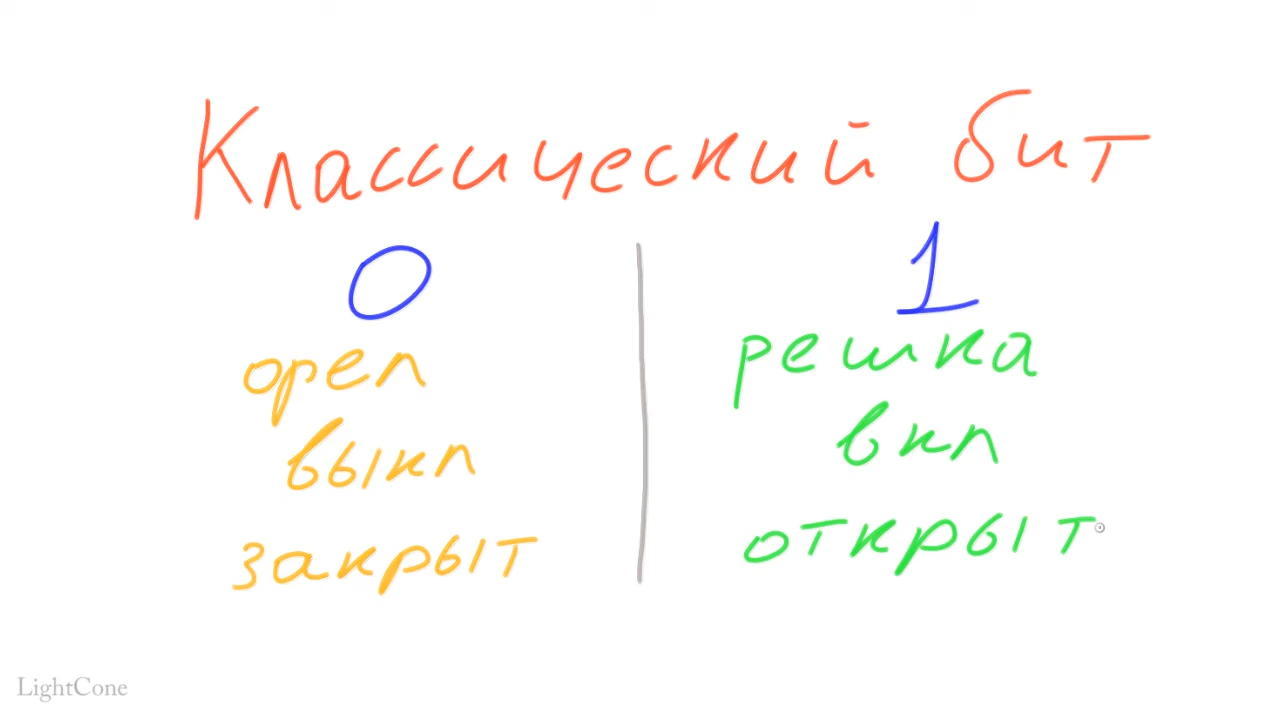 Классический бит
0 1
орел решка
выкл вкл
закрыт открыт
LightCone